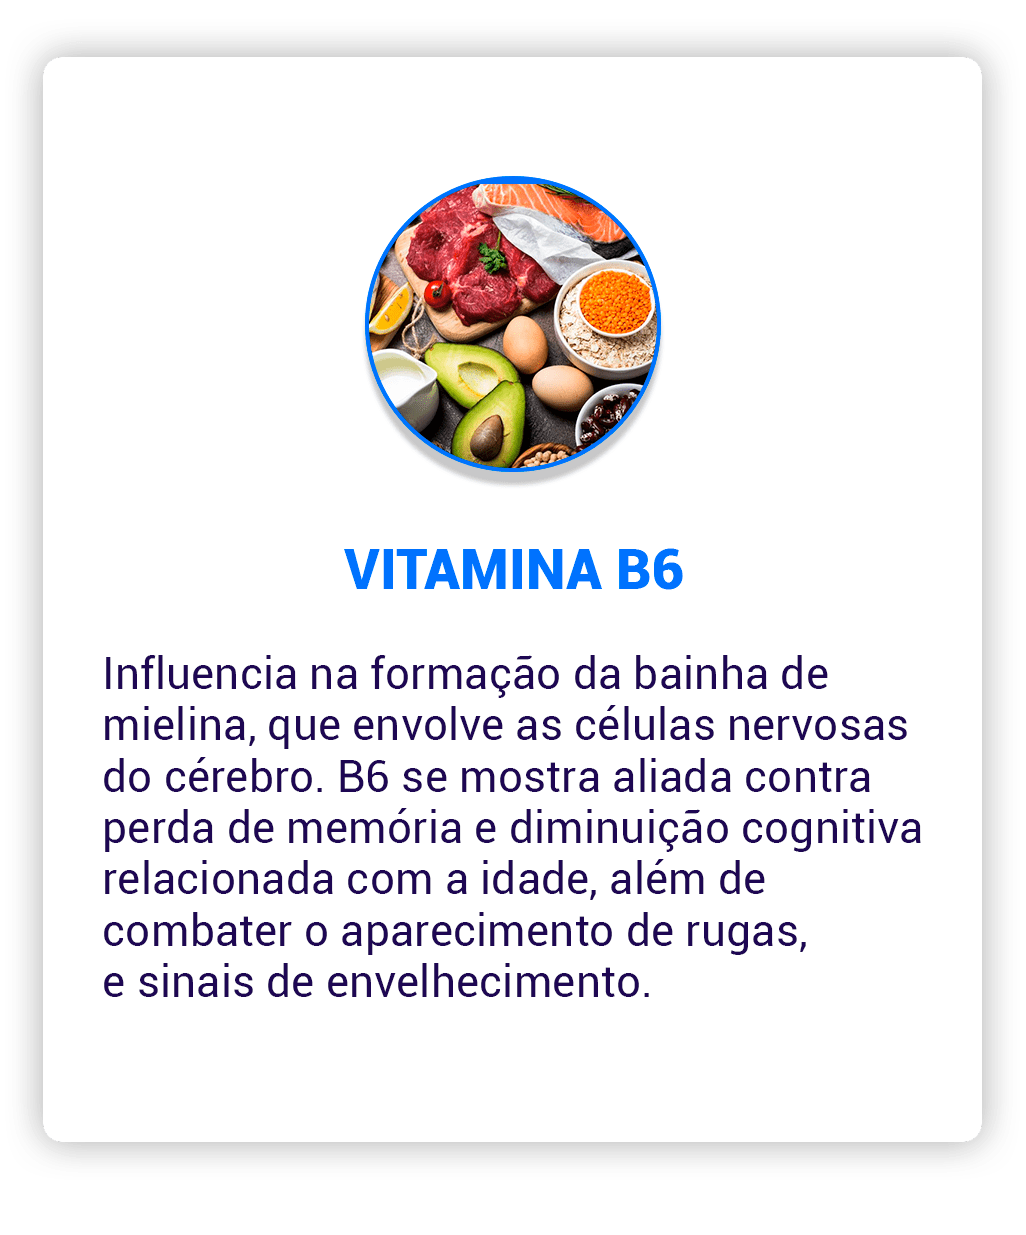 VITAMINA B6
Influencia na formação da bainha de
mielina, que envolve as células nervosas
do cérebro. B6 se mostra aliada contra
perda de memória e diminuição cognitiva
relacionada com a idade, além de
combater o aparecimento de rugas,
e sinais de envelhecimento.